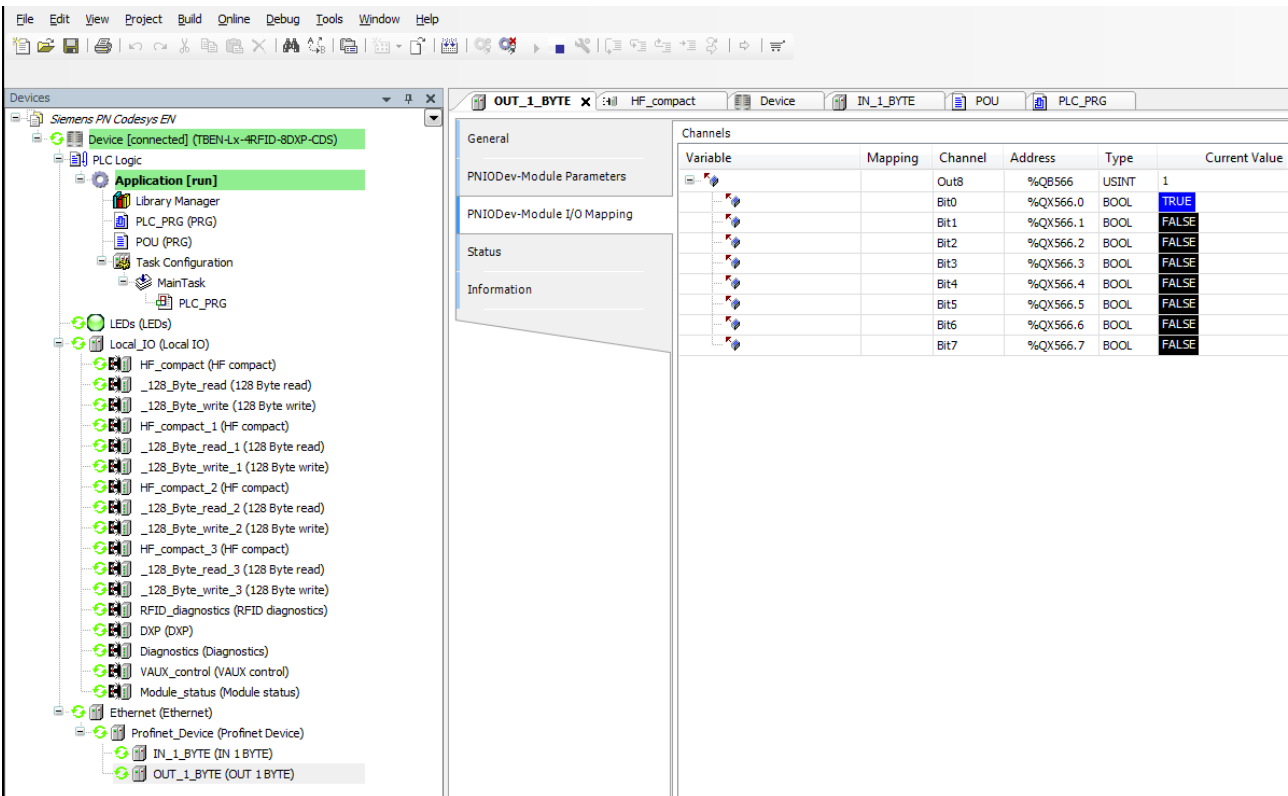 File Edit View Project Build Online Debug Tools Window Help
Devices
Siemens PN Codesys EN
Device [connected] (TBEN-Lx-4RFID-8DXP-CDS)
PLC Logic
Application [run]
Library Manager
PLC_PRG (PRG)
POU (PRG)
Task Configuration
MainTask
PLC_PRG
LEDs (LEDs)
Local_IO (Local IO)
HF_compact (HF compact)
_128_Byte_read (128 Byte read)
_128_Byte_write (128 Byte write)
HF_compact_1 (HF compact)
_128_Byte_read_1 (128 Byte read)
_128_Byte_write_1 (128 Byte write)
HF_compact_2 (HF compact)
_128_Byte_read_2 (128 Byte read)
_128_Byte_write_2 (128 Byte write)
HF_compact_3 (HF compact)
_128_Byte_read_3 (128 Byte read)
_128_Byte_write_3 (128 Byte write)
RFID_diagnostics (RFID diagnostics)
DXP (DXP)
Diagnostics (Diagnostics)
VAUX_control (VAUX control)
Module_status (Module status)
Ethernet (Ethernet)
Profinet_Device (Profinet Device)
IN_1_BYTE (IN 1 BYTE)
OUT_1_BYTE (OUT 1 BYTE)
OUT_1_BYTE HF_compact Device IN_1_BYTE POU PLC_PRG
General
PNIODev-Module Parameters
PNIODev-Module I/O Mapping
Status
Information
Channels
Variable Mapping Channel Address Type Current Value
Out8 %QB566 USINT 1
Bit0 %QX566.0 BOOL TRUE
Bit1 %QX566.1 BOOL FALSE
Bit2 %QX566.2 BOOL FALSE
Bit3 %QX566.3 BOOL FALSE
Bit4 %QX566.4 BOOL FALSE
Bit5 %QX566.5 BOOL FALSE
Bit6 %QX566.6 BOOL FALSE
Bit7 %QX566.7 BOOL FALSE